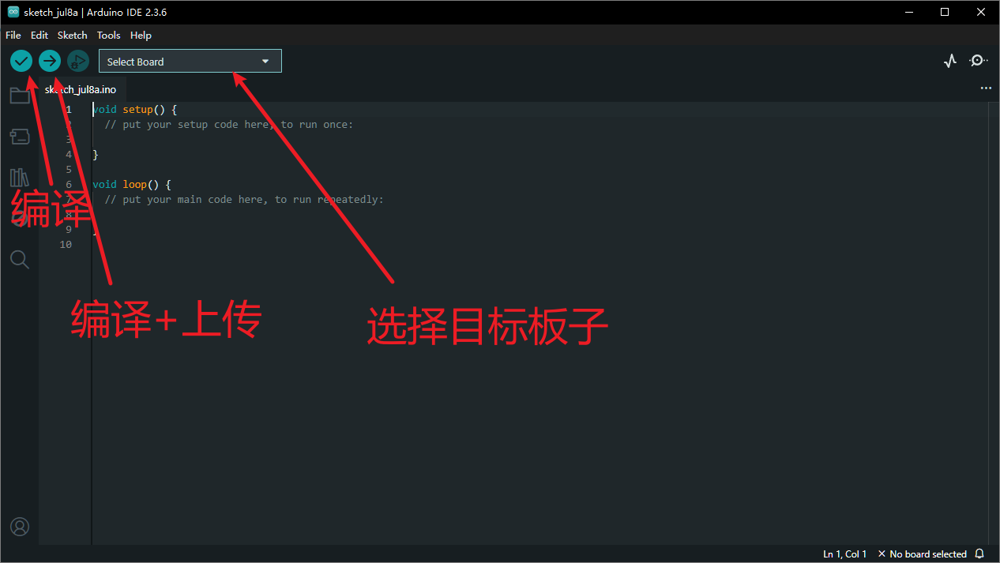 sketch_jul8a | Arduino IDE 2.3.6
File Edit Sketch Tools Help
Select Board
sketch_jul8a.ino
1 void setup() {
2 // put your setup code here, to run once:
3
4 }
5
6 void loop() {
7 // put your main code here, to run repeatedly:
8
9 }
10
编译
编译+上传
选择目标板子
Ln 1, Col 1 × No board selected